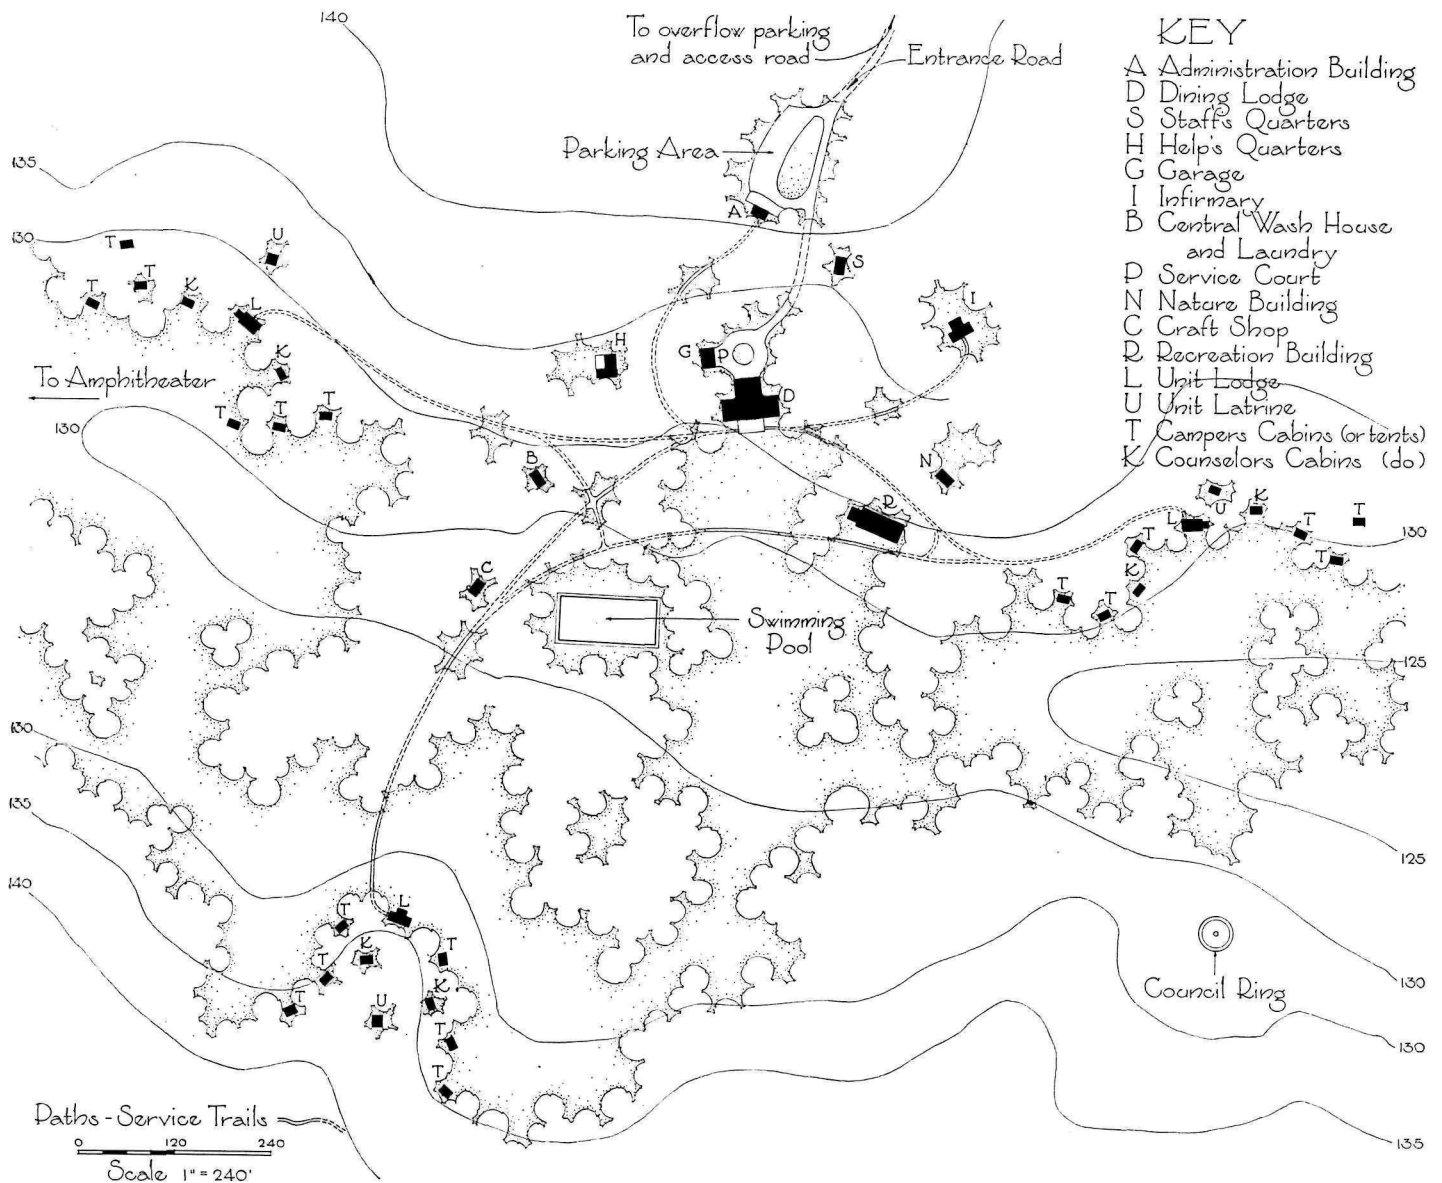 140
To overflow parking
and access road
Entrance Road
KEY
A Administration Building
D Dining Lodge
S Staff's Quarters
H Help's Quarters
G Garage
I Infirmary
B Central Wash House
and Laundry
P Service Court
N Nature Building
C Craft Shop
R Recreation Building
L Unit Lodge
U Unit Latrine
T Campers Cabins (or tents)
K Counselors Cabins (do)
Parking Area
135
A
130
T
U
S
T
T
K
L
I
H
G
P
K
To Amphitheater
D
T
T
T
130
B
N
R
L
U
K
T
T
130
T
T
K
C
T
T
Swimming
Pool
125
130
135
125
140
L
T
K
T
T
T
U
K
T
T
Council Ring
130
130
135
Paths - Service Trails
0 120 240
Scale 1" = 240'